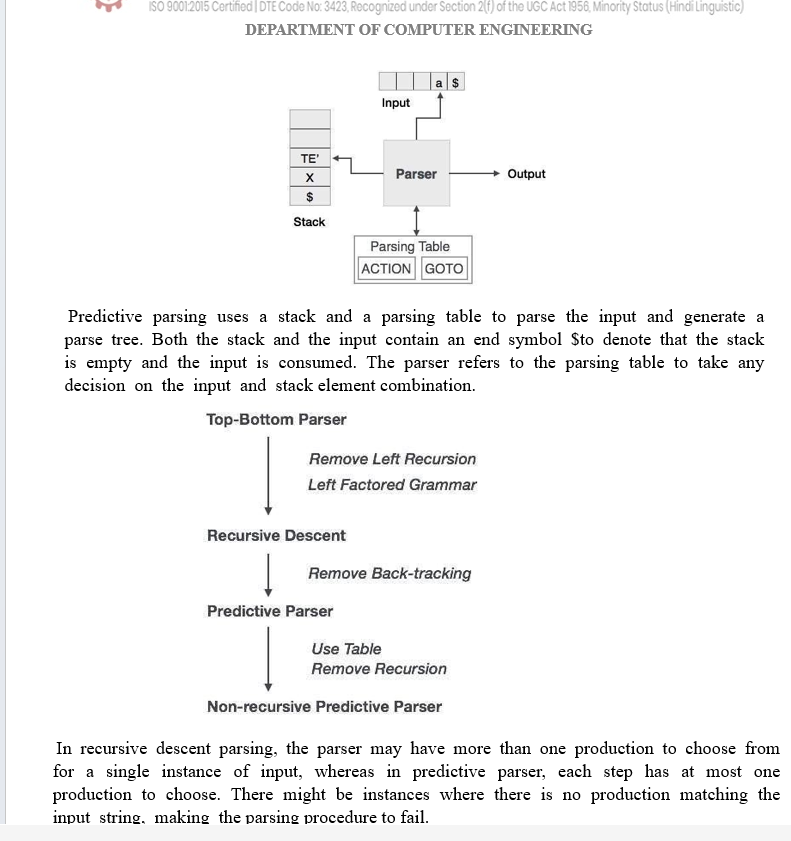 ISO 9001:2015 Certified | DTE Code No: 3423, Recognized under Section 2(f) of the UGC Act 1956, Minority Status (Hindi Linguistic)
DEPARTMENT OF COMPUTER ENGINEERING
a $
Input
TE'
X
$
Stack
Parser
Output
Parsing Table
ACTION GOTO
Predictive parsing uses a stack and a parsing table to parse the input and generate a
parse tree. Both the stack and the input contain an end symbol $to denote that the stack
is empty and the input is consumed. The parser refers to the parsing table to take any
decision on the input and stack element combination.
Top-Bottom Parser
Remove Left Recursion
Left Factored Grammar
Recursive Descent
Remove Back-tracking
Predictive Parser
Use Table
Remove Recursion
Non-recursive Predictive Parser
In recursive descent parsing, the parser may have more than one production to choose from
for a single instance of input, whereas in predictive parser, each step has at most one
production to choose. There might be instances where there is no production matching the
input string, making the parsing procedure to fail.